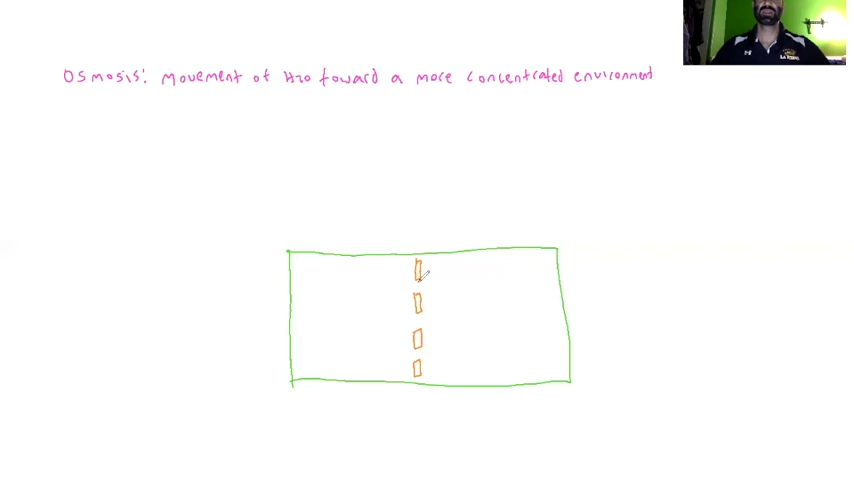 Osmosis: Movement of H2O toward a more concentrated environment